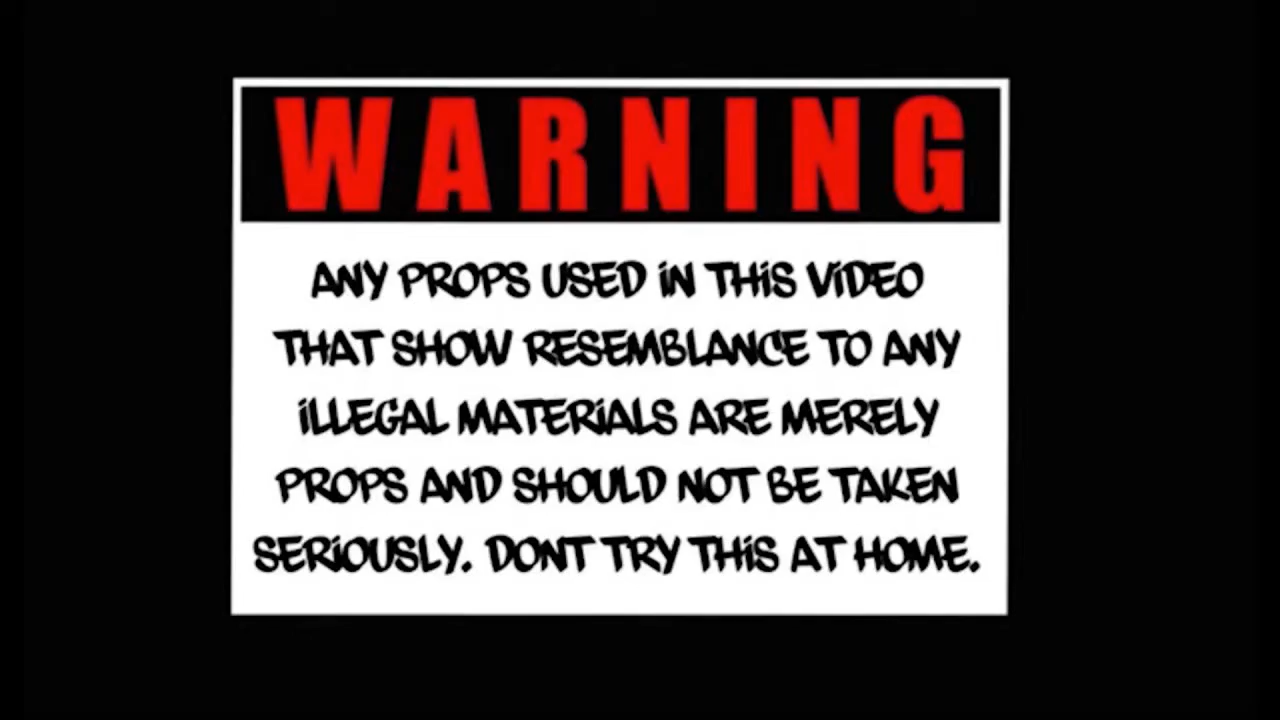 WARNING
ANY PROPS USED iN THiS ViDEO
THAT SHOW RESEMBLANCE TO ANY
iLLEGAL MATERiALS ARE MERELY
PROPS AND SHOULD NOT BE TAKEN
SERiOUSLY. DONT TRY THiS AT HOME.